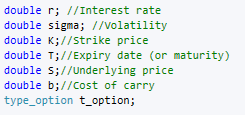 double r; //Interest rate
double sigma; //Volatility
double K;//Strike price
double T;//Expiry date (or maturity)
double S;//Underlying price
double b;//Cost of carry
type_option t_option;